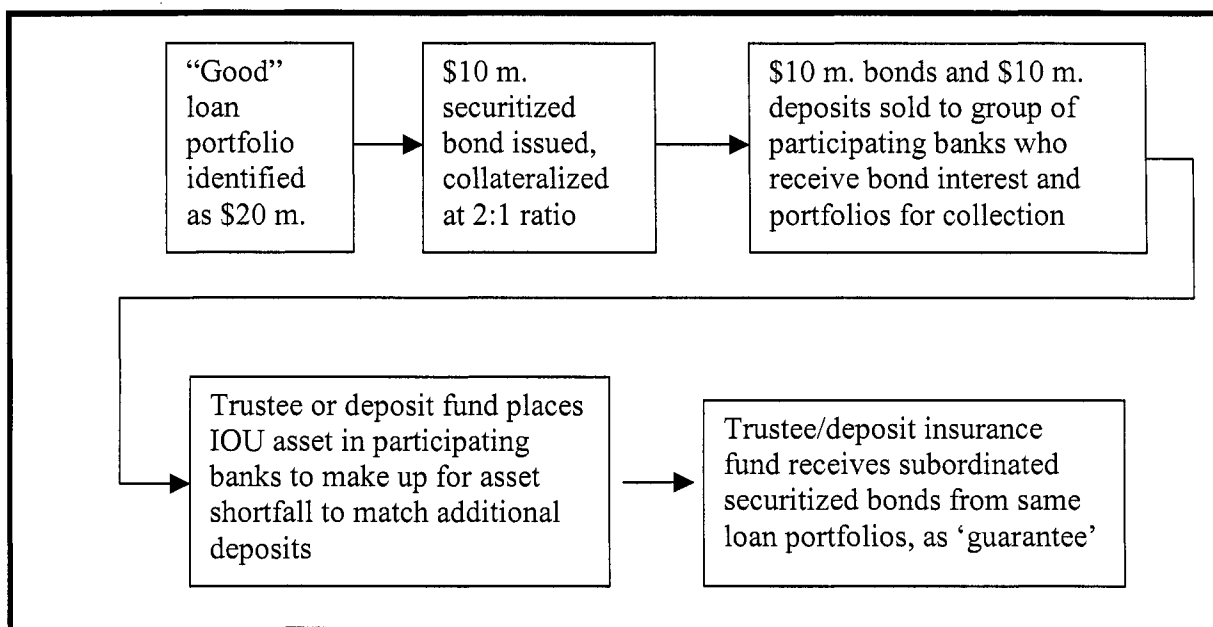 “Good”
loan
portfolio
identified
as $20 m.
$10 m.
securitized
bond issued,
collateralized
at 2:1 ratio
$10 m. bonds and $10 m.
deposits sold to group of
participating banks who
receive bond interest and
portfolios for collection
Trustee or deposit fund places
IOU asset in participating
banks to make up for asset
shortfall to match additional
deposits
Trustee/deposit insurance
fund receives subordinated
securitized bonds from same
loan portfolios, as ‘guarantee’